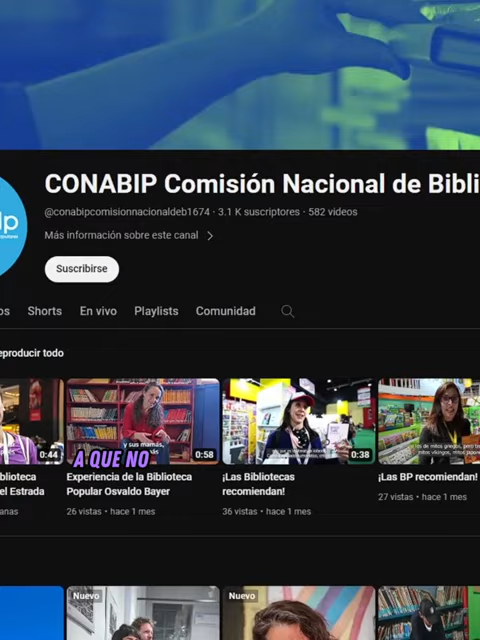 CONABIP Comisión Nacional de Bibli
@conabipcomisionnacionaldeb1674 · 3.1 K suscriptores · 582 videos
Más información sobre este canal
Suscribirse
os Shorts En vivo Playlists Comunidad
eproducir todo
y sus mamás,
A QUE NO
0:44
0:58
0:38
blioteca
el Estrada
anas
Experiencia de la Biblioteca
Popular Osvaldo Bayer
26 vistas • hace 1 mes
¡Las Bibliotecas
recomiendan!
36 vistas • hace 1 mes
¡Las BP recomiendan!
27 vistas • hace 1 mes
Nuevo
Nuevo